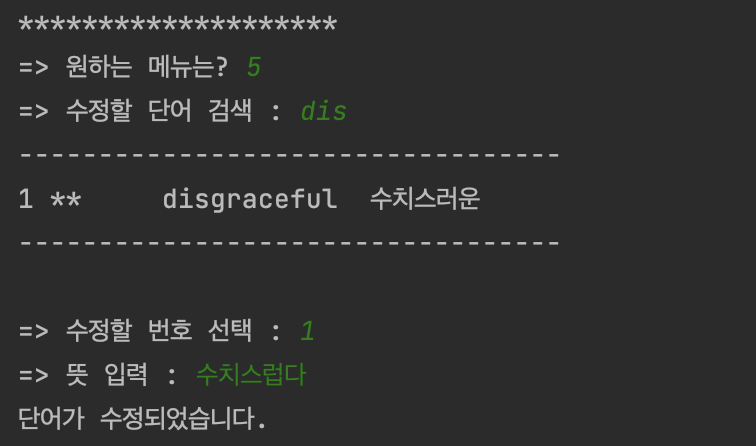 ********************
=> 원하는 메뉴는? 5
=> 수정할 단어 검색 : dis
----------------------------------
1 **     disgraceful  수치스러운
----------------------------------
=> 수정할 번호 선택 : 1
=> 뜻 입력 : 수치스럽다
단어가 수정되었습니다.